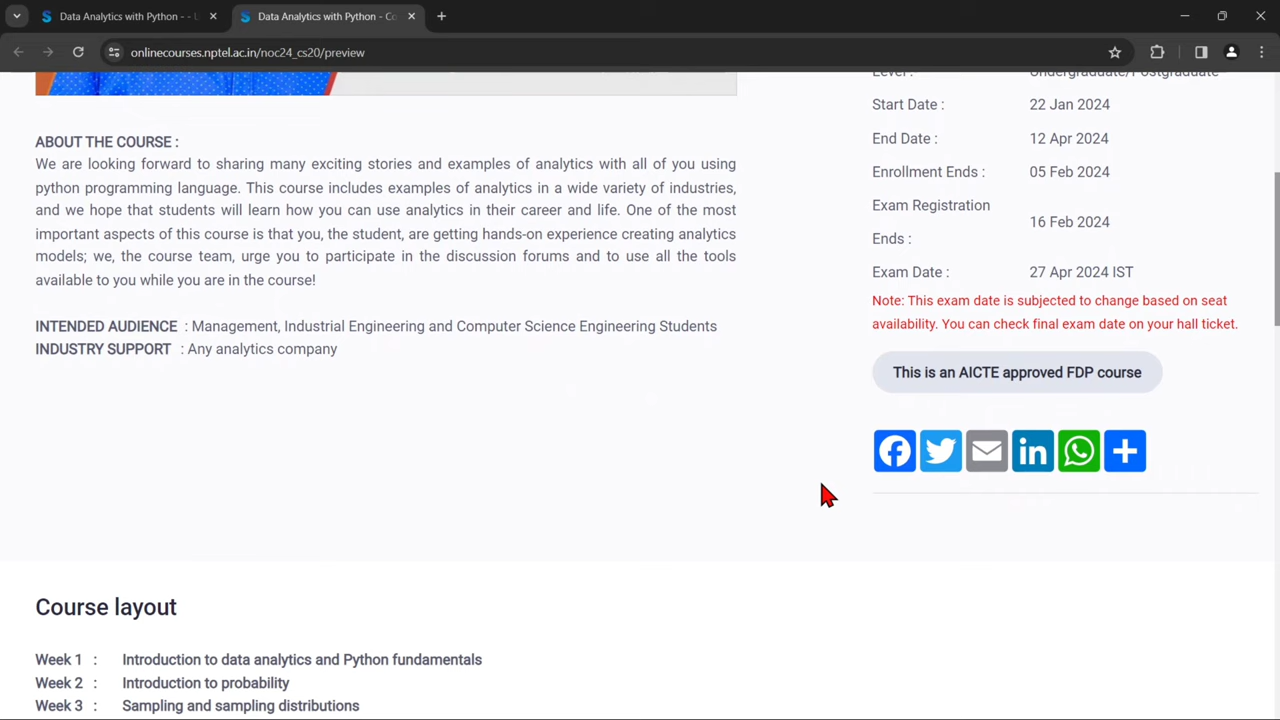 Data Analytics with Python - - U
Data Analytics with Python - Co
onlinecourses.nptel.ac.in/noc24_cs20/preview
ABOUT THE COURSE :
We are looking forward to sharing many exciting stories and examples of analytics with all of you using
python programming language. This course includes examples of analytics in a wide variety of industries,
and we hope that students will learn how you can use analytics in their career and life. One of the most
important aspects of this course is that you, the student, are getting hands-on experience creating analytics
models; we, the course team, urge you to participate in the discussion forums and to use all the tools
available to you while you are in the course!
INTENDED AUDIENCE : Management, Industrial Engineering and Computer Science Engineering Students
INDUSTRY SUPPORT : Any analytics company
Level : Undergraduate/Postgraduate
Start Date : 22 Jan 2024
End Date : 12 Apr 2024
Enrollment Ends : 05 Feb 2024
Exam Registration
Ends : 16 Feb 2024
Exam Date : 27 Apr 2024 IST
Note: This exam date is subjected to change based on seat
availability. You can check final exam date on your hall ticket.
This is an AICTE approved FDP course
in
Course layout
Week 1 : Introduction to data analytics and Python fundamentals
Week 2 : Introduction to probability
Week 3 : Sampling and sampling distributions